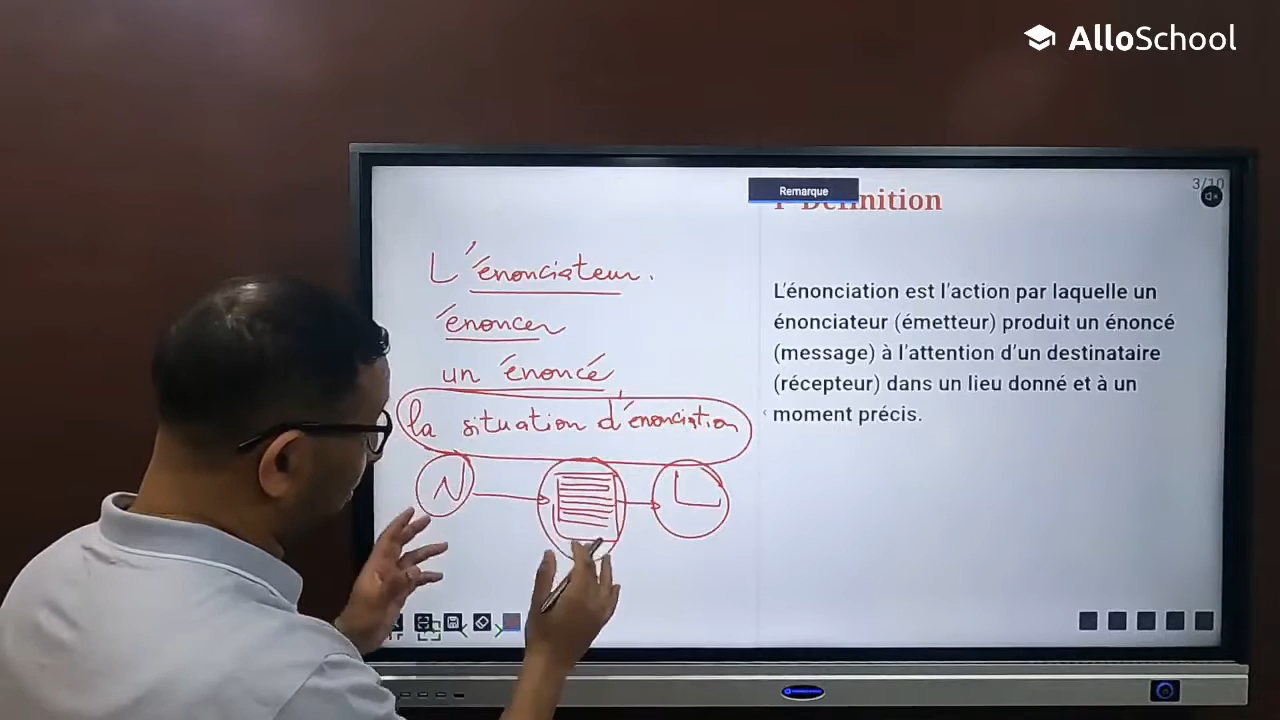 AlloSchool
3/10
Remarque
L'énonciateur.
énoncer
un énoncé
la situation d'énonciation
N
L
L'énonciation est l'action par laquelle un
énonciateur (émetteur) produit un énoncé
(message) à l'attention d'un destinataire
(récepteur) dans un lieu donné et à un
moment précis.